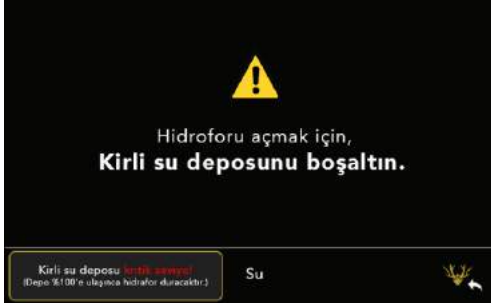 Hidroforu açmak için,
Kirli su deposunu boşaltın.
Kirli su deposu kritik seviye!
(Depo %100'e ulaşınca hidrafor duracaktır.)
Su